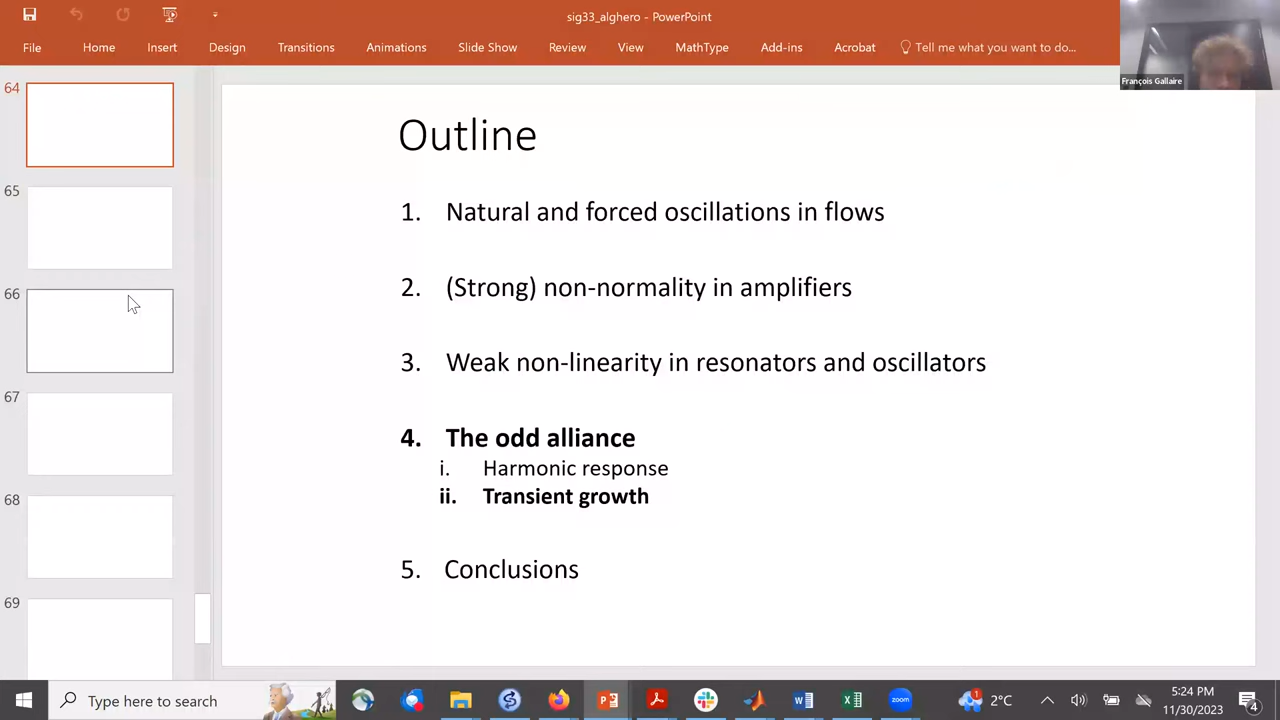 sig33_alghero - PowerPoint
File Home Insert Design Transitions Animations Slide Show Review View MathType Add-ins Acrobat Tell me what you want to do...
François Gallaire
64
65
66
67
68
69
Outline
1. Natural and forced oscillations in flows
2. (Strong) non-normality in amplifiers
3. Weak non-linearity in resonators and oscillators
4. The odd alliance
i. Harmonic response
ii. Transient growth
5. Conclusions
Type here to search
zoom
1
2°C
5:24 PM
11/30/2023
4